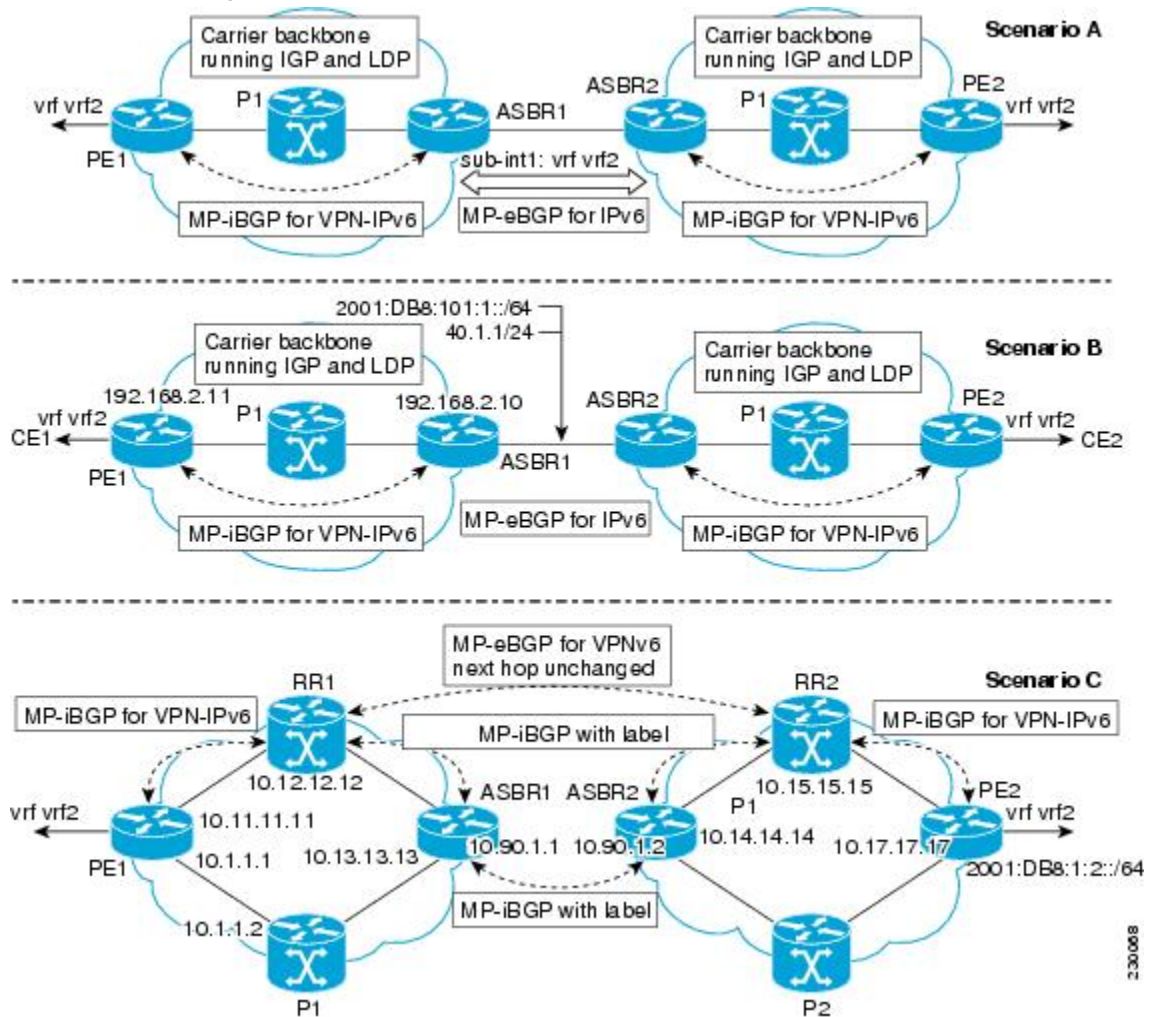 Carrier backbone
running IGP and LDP
Carrier backbone
running IGP and LDP
Scenario A
P1
ASBR1
ASBR2
P1
PE2
vrf vrf2
vrf vrf2
PE1
sub-int1: vrf vrf2
MP-iBGP for VPN-IPv6
MP-eBGP for IPv6
MP-iBGP for VPN-IPv6
2001:DB8:101:1::/64
40.1.1/24
Carrier backbone
running IGP and LDP
Carrier backbone
running IGP and LDP
Scenario B
192.168.2.11
P1
192.168.2.10
ASBR2
P1
PE2
vrf vrf2
CE1
vrf vrf2
CE2
PE1
ASBR1
MP-iBGP for VPN-IPv6
MP-eBGP for IPv6
MP-iBGP for VPN-IPv6
MP-eBGP for VPNv6
next hop unchanged
Scenario C
RR1
RR2
MP-iBGP for VPN-IPv6
MP-iBGP with label
MP-iBGP for VPN-IPv6
10.12.12.12
10.15.15.15
ASBR1
ASBR2
P1
PE2
vrf vrf2
vrf vrf2
10.11.11.11
10.90.1.1
10.90.1.2
10.14.14.14
10.17.17.17
PE1
10.1.1.1
10.13.13.13
2001:DB8:1:2::/64
MP-iBGP with label
10.1.1.2
P1
P2
230068